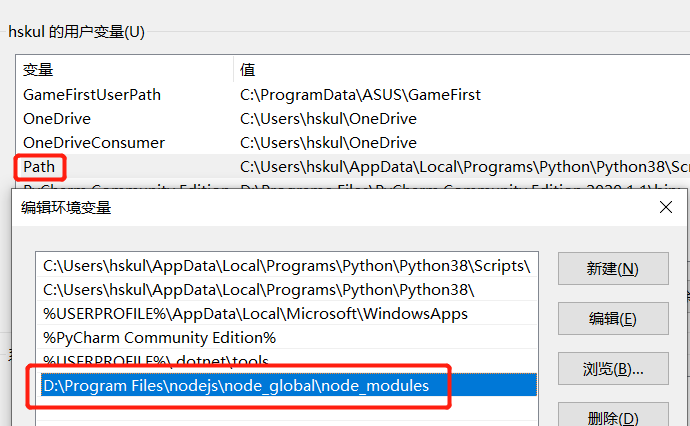 hskul 的用户变量(U)
变量 值
GameFirstUserPath C:\ProgramData\ASUS\GameFirst
OneDrive C:\Users\hskul\OneDrive
OneDriveConsumer C:\Users\hskul\OneDrive
Path C:\Users\hskul\AppData\Local\Programs\Python\Python38\Scr
编辑环境变量
C:\Users\hskul\AppData\Local\Programs\Python\Python38\Scripts\
C:\Users\hskul\AppData\Local\Programs\Python\Python38\
%USERPROFILE%\AppData\Local\Microsoft\WindowsApps
%PyCharm Community Edition%
%USERPROFILE%\.dotnet\tools
D:\Program Files\nodejs\node_global\node_modules
新建(N)
编辑(E)
浏览(B)...
删除(D)